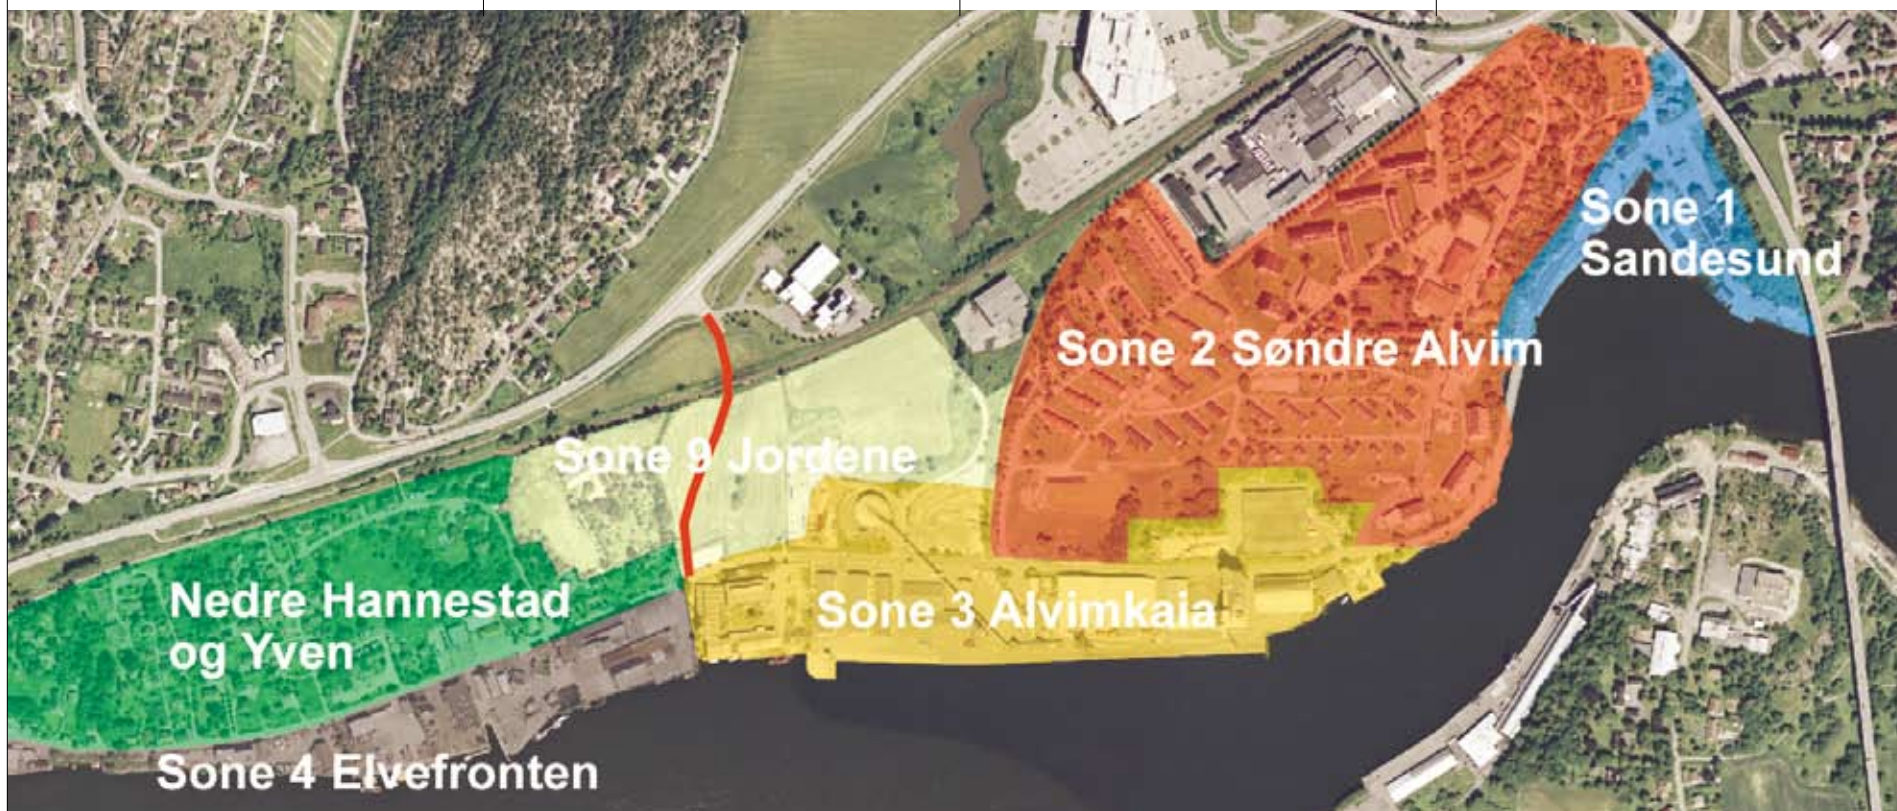 Sone 1
Sandesund
Sone 2 Søndre Alvim
Sone 9 Jordene
Nedre Hannestad
og Yven
Sone 3 Alvimkaia
Sone 4 Elvefronten